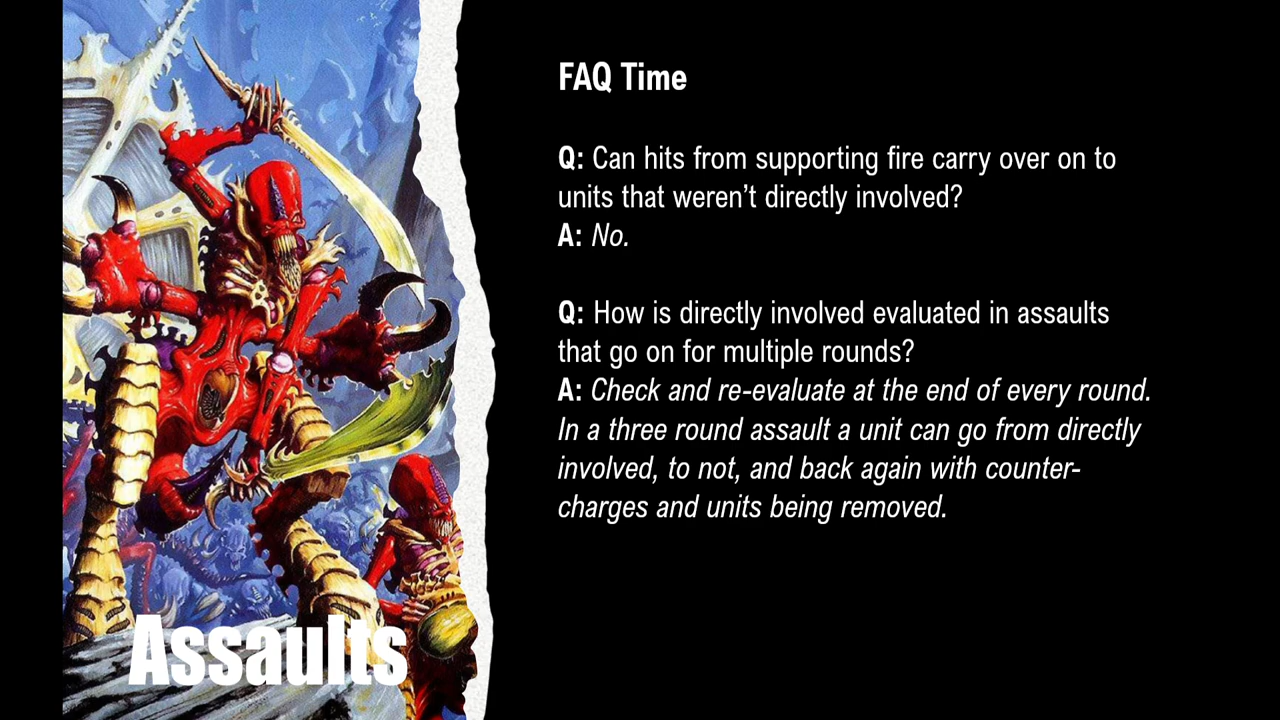 FAQ Time
Q: Can hits from supporting fire carry over on to
units that weren’t directly involved?
A: No.
Q: How is directly involved evaluated in assaults
that go on for multiple rounds?
A: Check and re-evaluate at the end of every round.
In a three round assault a unit can go from directly
involved, to not, and back again with counter-
charges and units being removed.
Assaults